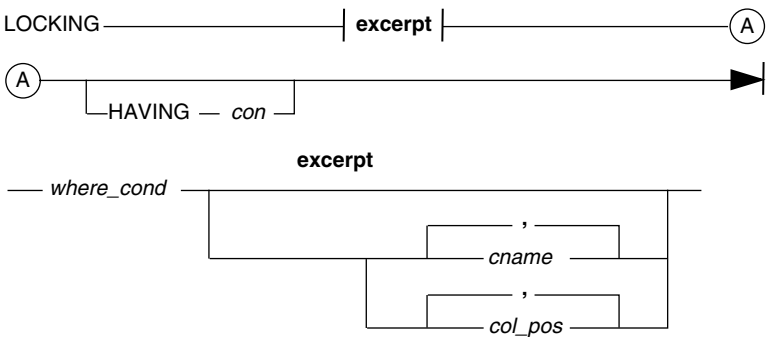 LOCKING excerpt A
A
HAVING con
excerpt
where_cond
,
cname
,
col_pos